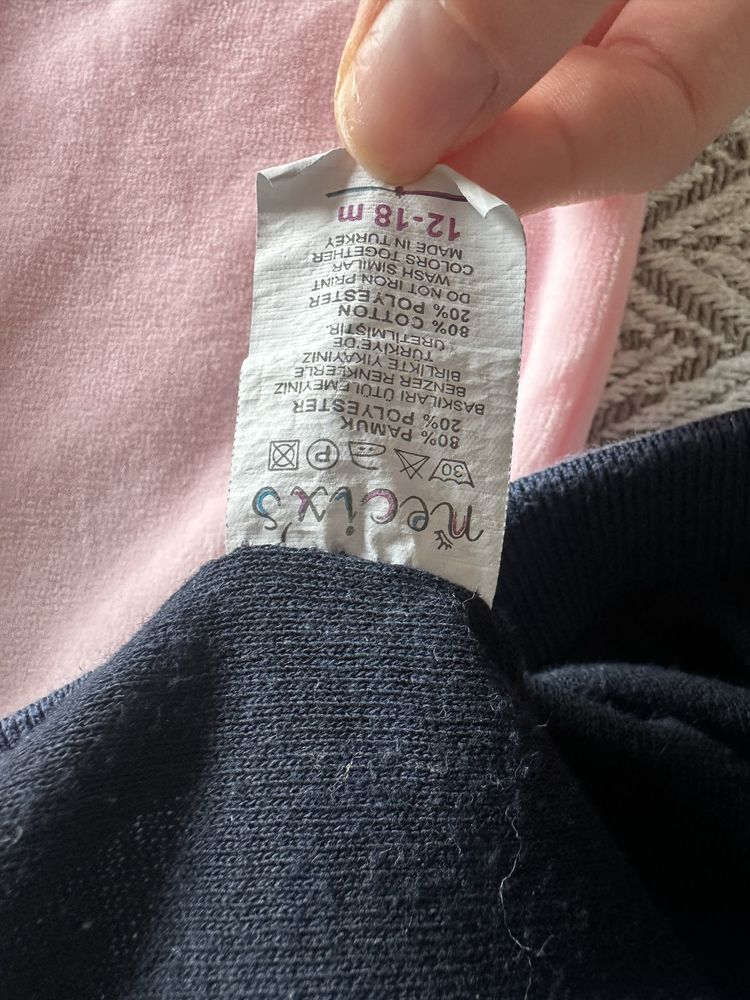 necix's
30 P
80% PAMUK
20% POLYESTER
BASKILARI ÜTÜLEMEYİNİZ
BENZER RENKLERLE
BİRLİKTE YIKAYINIZ
TÜRKİYE'DE
ÜRETİLMİŞTİR.
80% COTTON
20% POLYESTER
DO NOT IRON PRINT
WASH SIMILAR
COLORS TOGETHER
MADE IN TURKEY
12-18 m